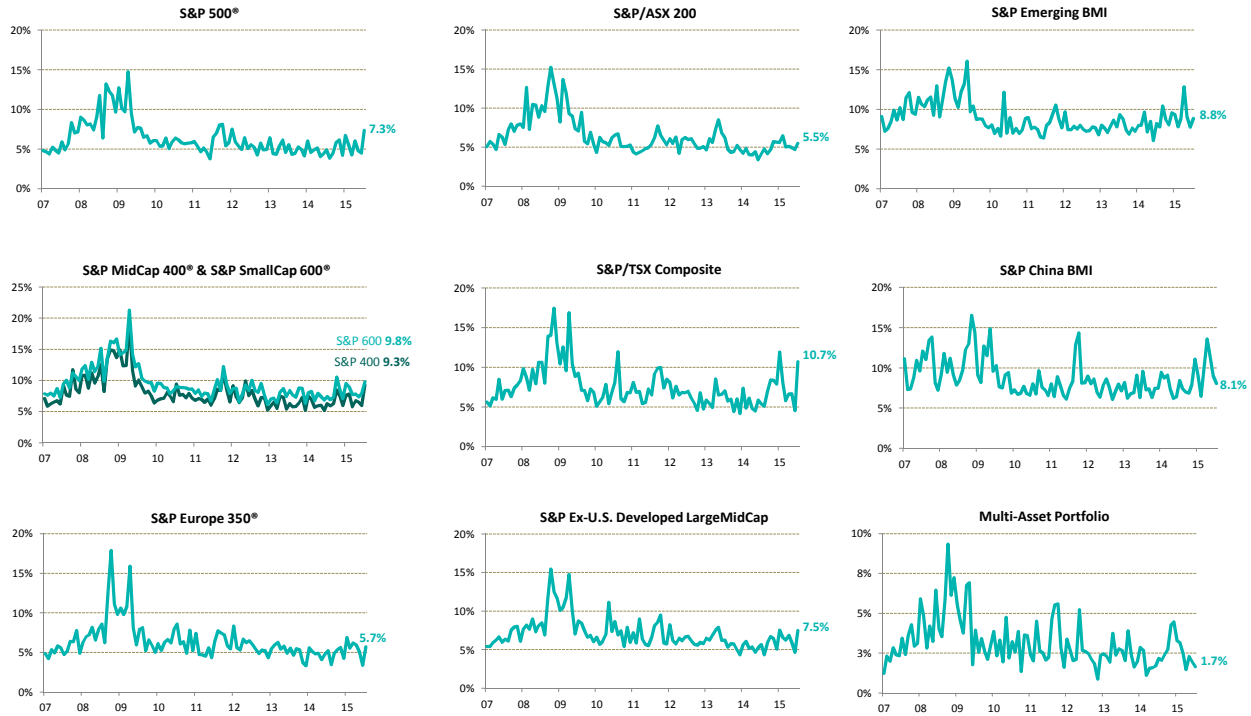 S&P 500®
20%
15%
10%
5%
0%
7.3%
07 08 09 10 11 12 13 14 15
S&P/ASX 200
20%
15%
10%
5%
0%
5.5%
07 08 09 10 11 12 13 14 15
S&P Emerging BMI
20%
15%
10%
5%
0%
8.8%
07 08 09 10 11 12 13 14 15
S&P MidCap 400® & S&P SmallCap 600®
25%
20%
15%
10%
5%
0%
S&P 600 9.8%
S&P 400 9.3%
07 08 09 10 11 12 13 14 15
S&P/TSX Composite
20%
15%
10%
5%
0%
10.7%
07 08 09 10 11 12 13 14 15
S&P China BMI
20%
15%
10%
5%
0%
8.1%
07 08 09 10 11 12 13 14 15
S&P Europe 350®
20%
15%
10%
5%
0%
5.7%
07 08 09 10 11 12 13 14 15
S&P Ex-U.S. Developed LargeMidCap
20%
15%
10%
5%
0%
7.5%
07 08 09 10 11 12 13 14 15
Multi-Asset Portfolio
10%
8%
5%
3%
0%
1.7%
07 08 09 10 11 12 13 14 15